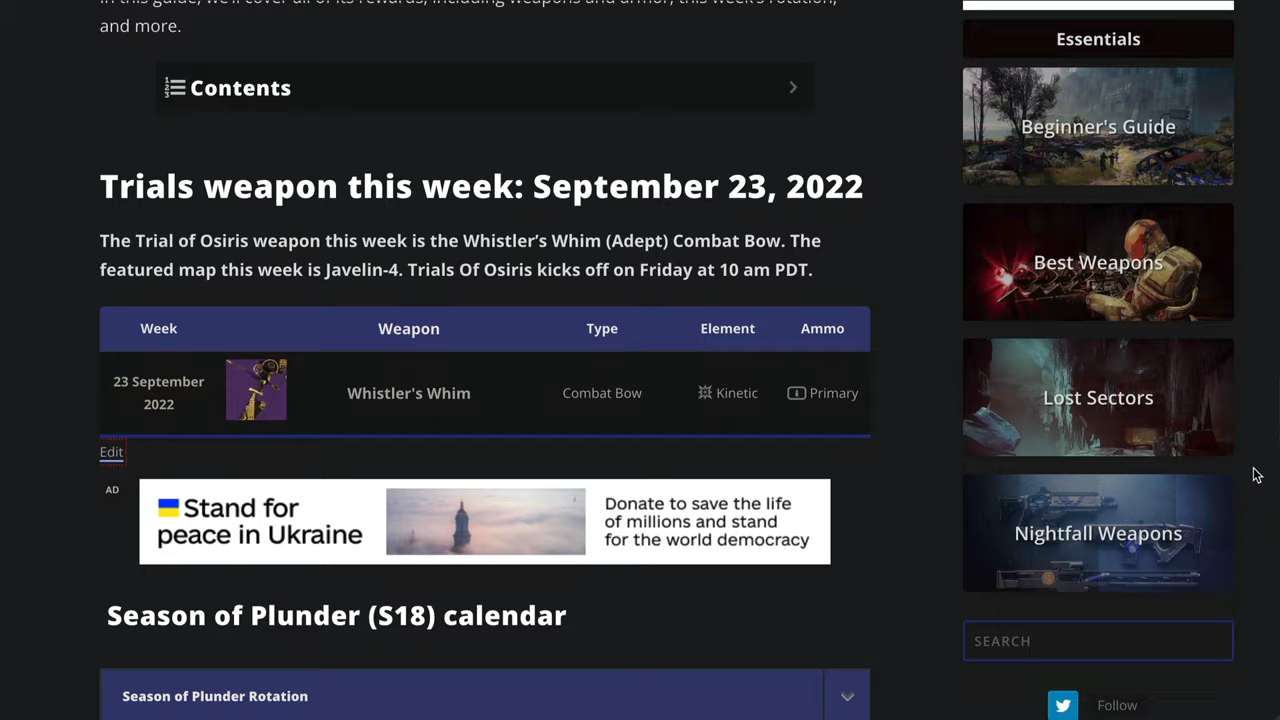 and more.
Contents
Trials weapon this week: September 23, 2022
The Trial of Osiris weapon this week is the Whistler’s Whim (Adept) Combat Bow. The
featured map this week is Javelin-4. Trials Of Osiris kicks off on Friday at 10 am PDT.
Week Weapon Type Element Ammo
23 September
2022
Whistler's Whim Combat Bow Kinetic Primary
Edit
AD
Stand for
peace in Ukraine
Donate to save the life
of millions and stand
for the world democracy
Season of Plunder (S18) calendar
Season of Plunder Rotation
Essentials
Beginner's Guide
Best Weapons
Lost Sectors
Nightfall Weapons
SEARCH
Follow